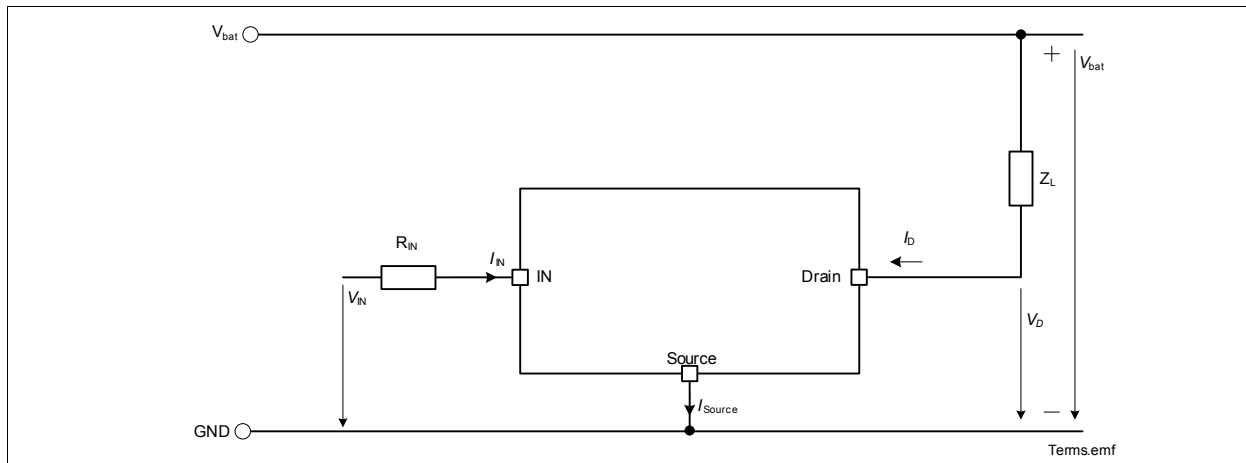 Vbat
+
Vbat
ZL
RIN
IIN
ID
IN
Drain
VIN
VD
Source
ISource
−
GND
Terms.emf